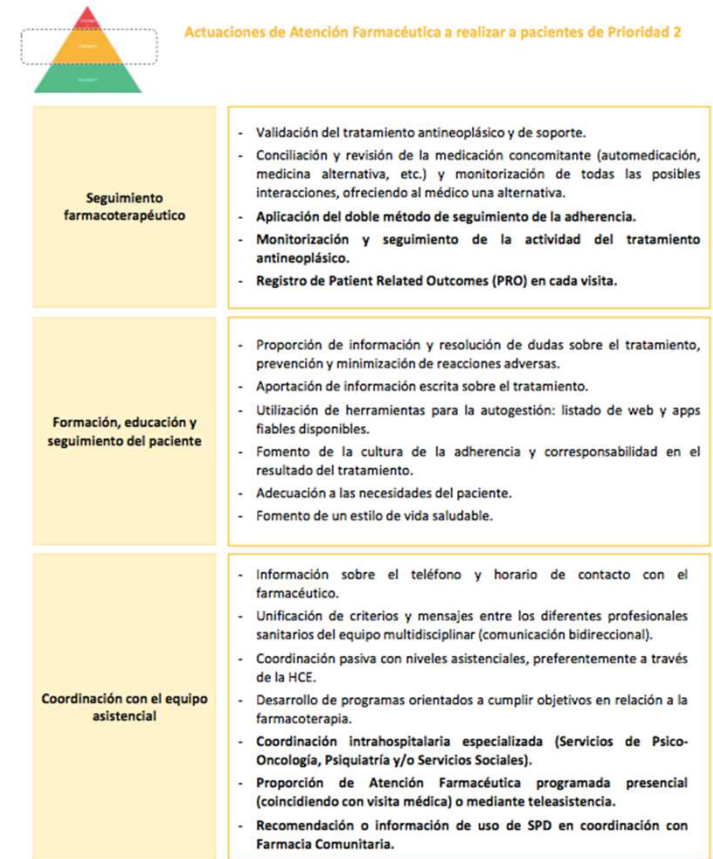 Actuaciones de Atención Farmacéutica a realizar a pacientes de Prioridad 2
Seguimiento
farmacoterapéutico
- Validación del tratamiento antineoplásico y de soporte.
- Conciliación y revisión de la medicación concomitante (automedicación,
medicina alternativa, etc.) y monitorización de todas las posibles
interacciones, ofreciendo al médico una alternativa.
- Aplicación del doble método de seguimiento de la adherencia.
- Monitorización y seguimiento de la actividad del tratamiento
antineoplásico.
- Registro de Patient Related Outcomes (PRO) en cada visita.
Formación, educación y
seguimiento del paciente
- Proporción de información y resolución de dudas sobre el tratamiento,
prevención y minimización de reacciones adversas.
- Aportación de información escrita sobre el tratamiento.
- Utilización de herramientas para la autogestión: listado de web y apps
fiables disponibles.
- Fomento de la cultura de la adherencia y corresponsabilidad en el
resultado del tratamiento.
- Adecuación a las necesidades del paciente.
- Fomento de un estilo de vida saludable.
Coordinación con el equipo
asistencial
- Información sobre el teléfono y horario de contacto con el
farmacéutico.
- Unificación de criterios y mensajes entre los diferentes profesionales
sanitarios del equipo multidisciplinar (comunicación bidireccional).
- Coordinación pasiva con niveles asistenciales, preferentemente a través
de la HCE.
- Desarrollo de programas orientados a cumplir objetivos en relación a la
farmacoterapia.
- Coordinación intrahospitalaria especializada (Servicios de Psico-
Oncología, Psiquiatría y/o Servicios Sociales).
- Proporción de Atención Farmacéutica programada presencial
(coincidiendo con visita médica) o mediante teleasistencia.
- Recomendación o información de uso de SPD en coordinación con
Farmacia Comunitaria.